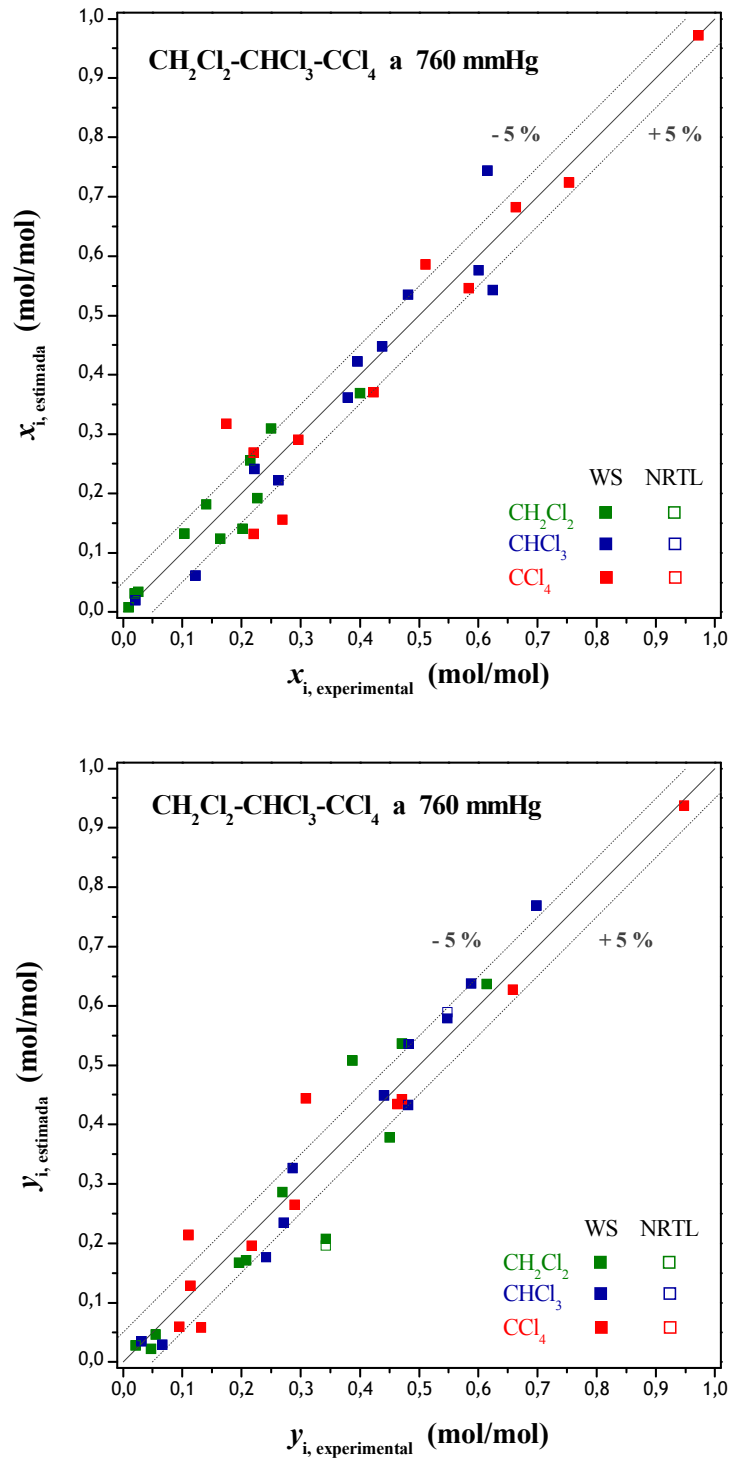 1,0
CH2Cl2-CHCl3-CCl4 a 760 mmHg
0,9
- 5 %
+ 5 %
0,8
0,7
0,6
0,5
0,4
0,3
0,2
0,1
0,0
xi, estimada (mol/mol)
WS NRTL
CH2Cl2
CHCl3
CCl4
0,0 0,1 0,2 0,3 0,4 0,5 0,6 0,7 0,8 0,9 1,0
xi, experimental (mol/mol)
1,0
CH2Cl2-CHCl3-CCl4 a 760 mmHg
0,9
0,8
0,7
- 5 %
+ 5 %
0,6
0,5
0,4
0,3
0,2
0,1
0,0
yi, estimada (mol/mol)
WS NRTL
CH2Cl2
CHCl3
CCl4
0,0 0,1 0,2 0,3 0,4 0,5 0,6 0,7 0,8 0,9 1,0
yi, experimental (mol/mol)